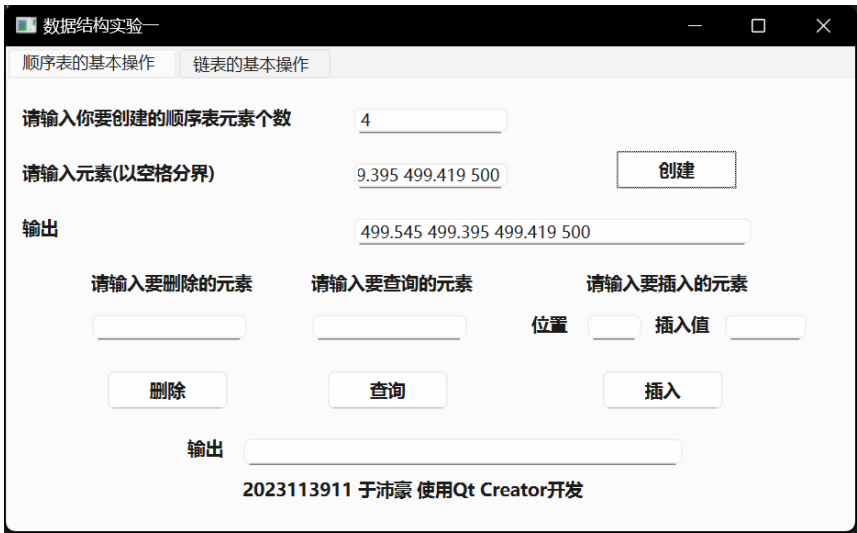 数据结构实验一
顺序表的基本操作 链表的基本操作
请输入你要创建的顺序表元素个数 4
请输入元素(以空格分界) 9.395 499.419 500 创建
输出 499.545 499.395 499.419 500
请输入要删除的元素 请输入要查询的元素 请输入要插入的元素
位置 插入值
删除 查询 插入
输出
2023113911 于沛豪 使用Qt Creator开发